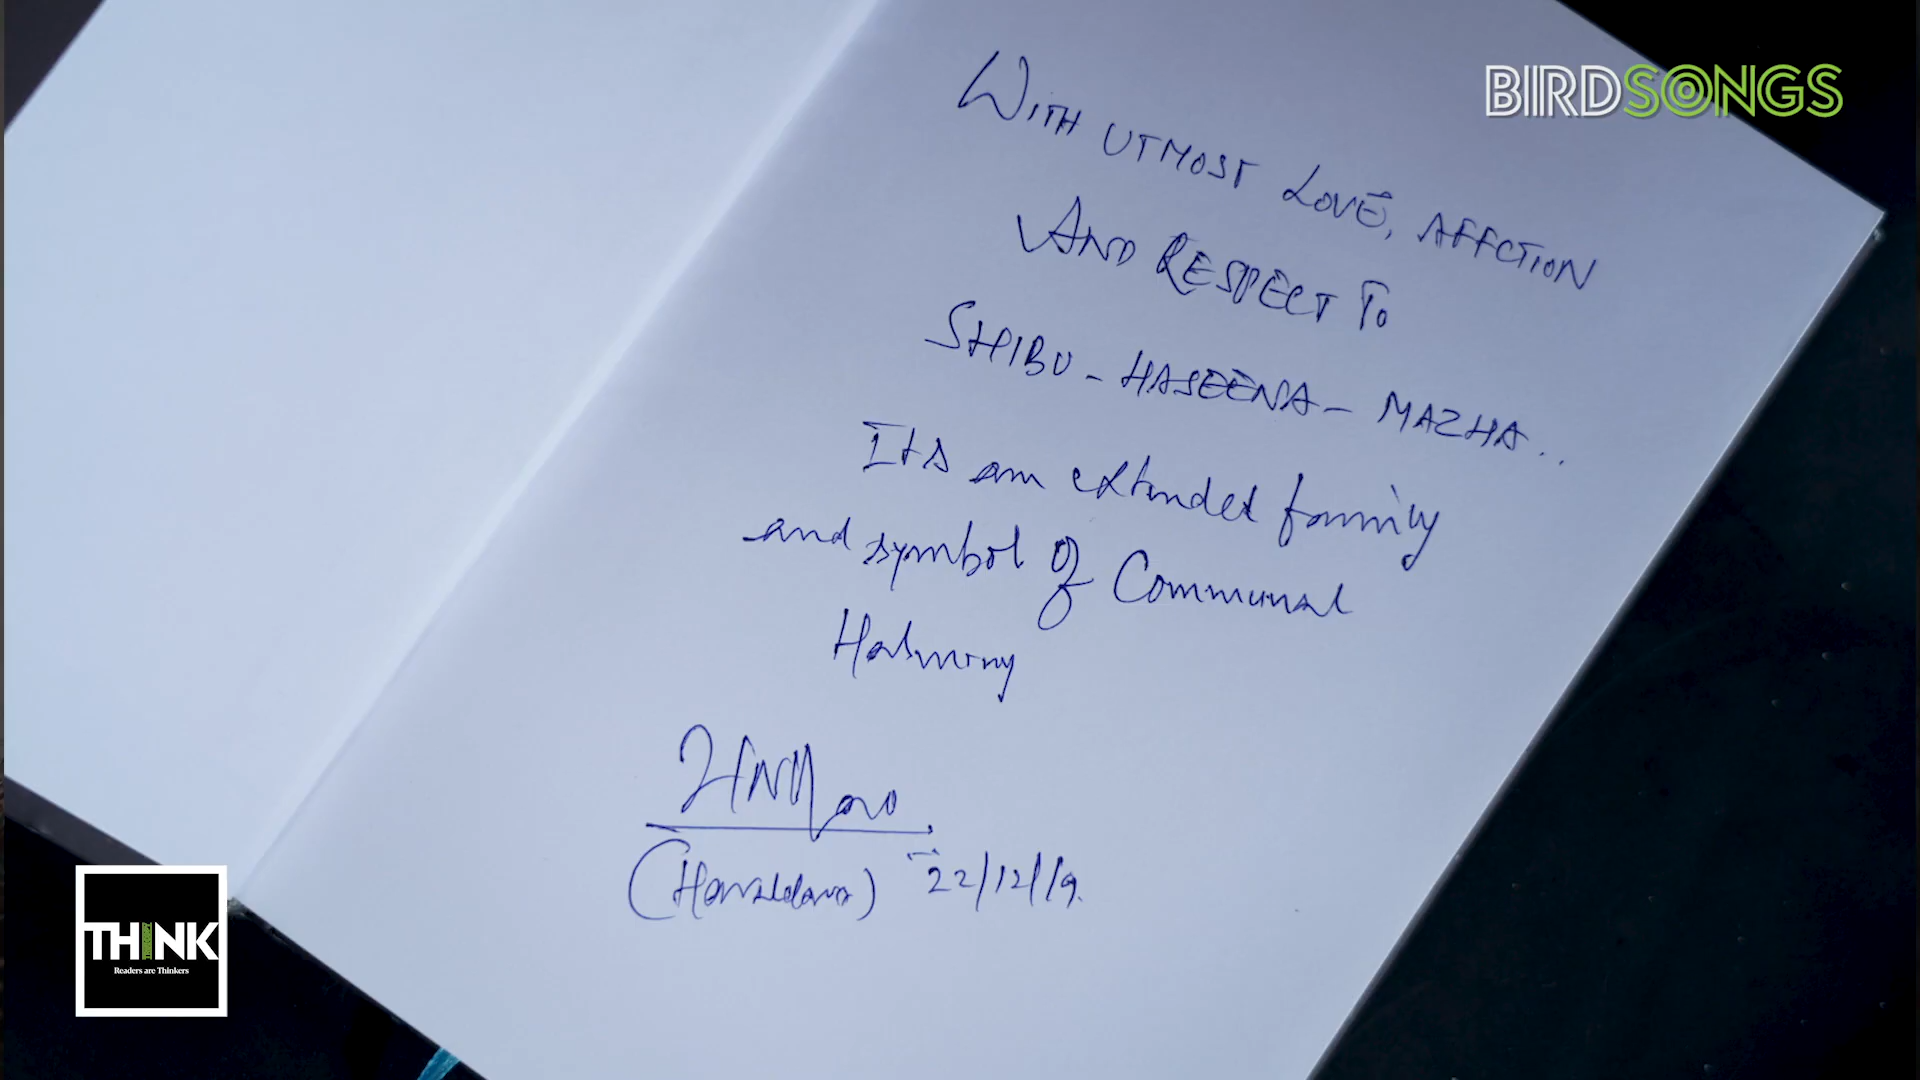 BIRDSONGS
WITH UTMOST LOVE, AFFCTION
AND RESPECT TO
SHIBU - HASEENA - MAZHA..
Its an extended family
and symbol of Communal
Harmony
22/12/19.
THINK
Readers are Thinkers